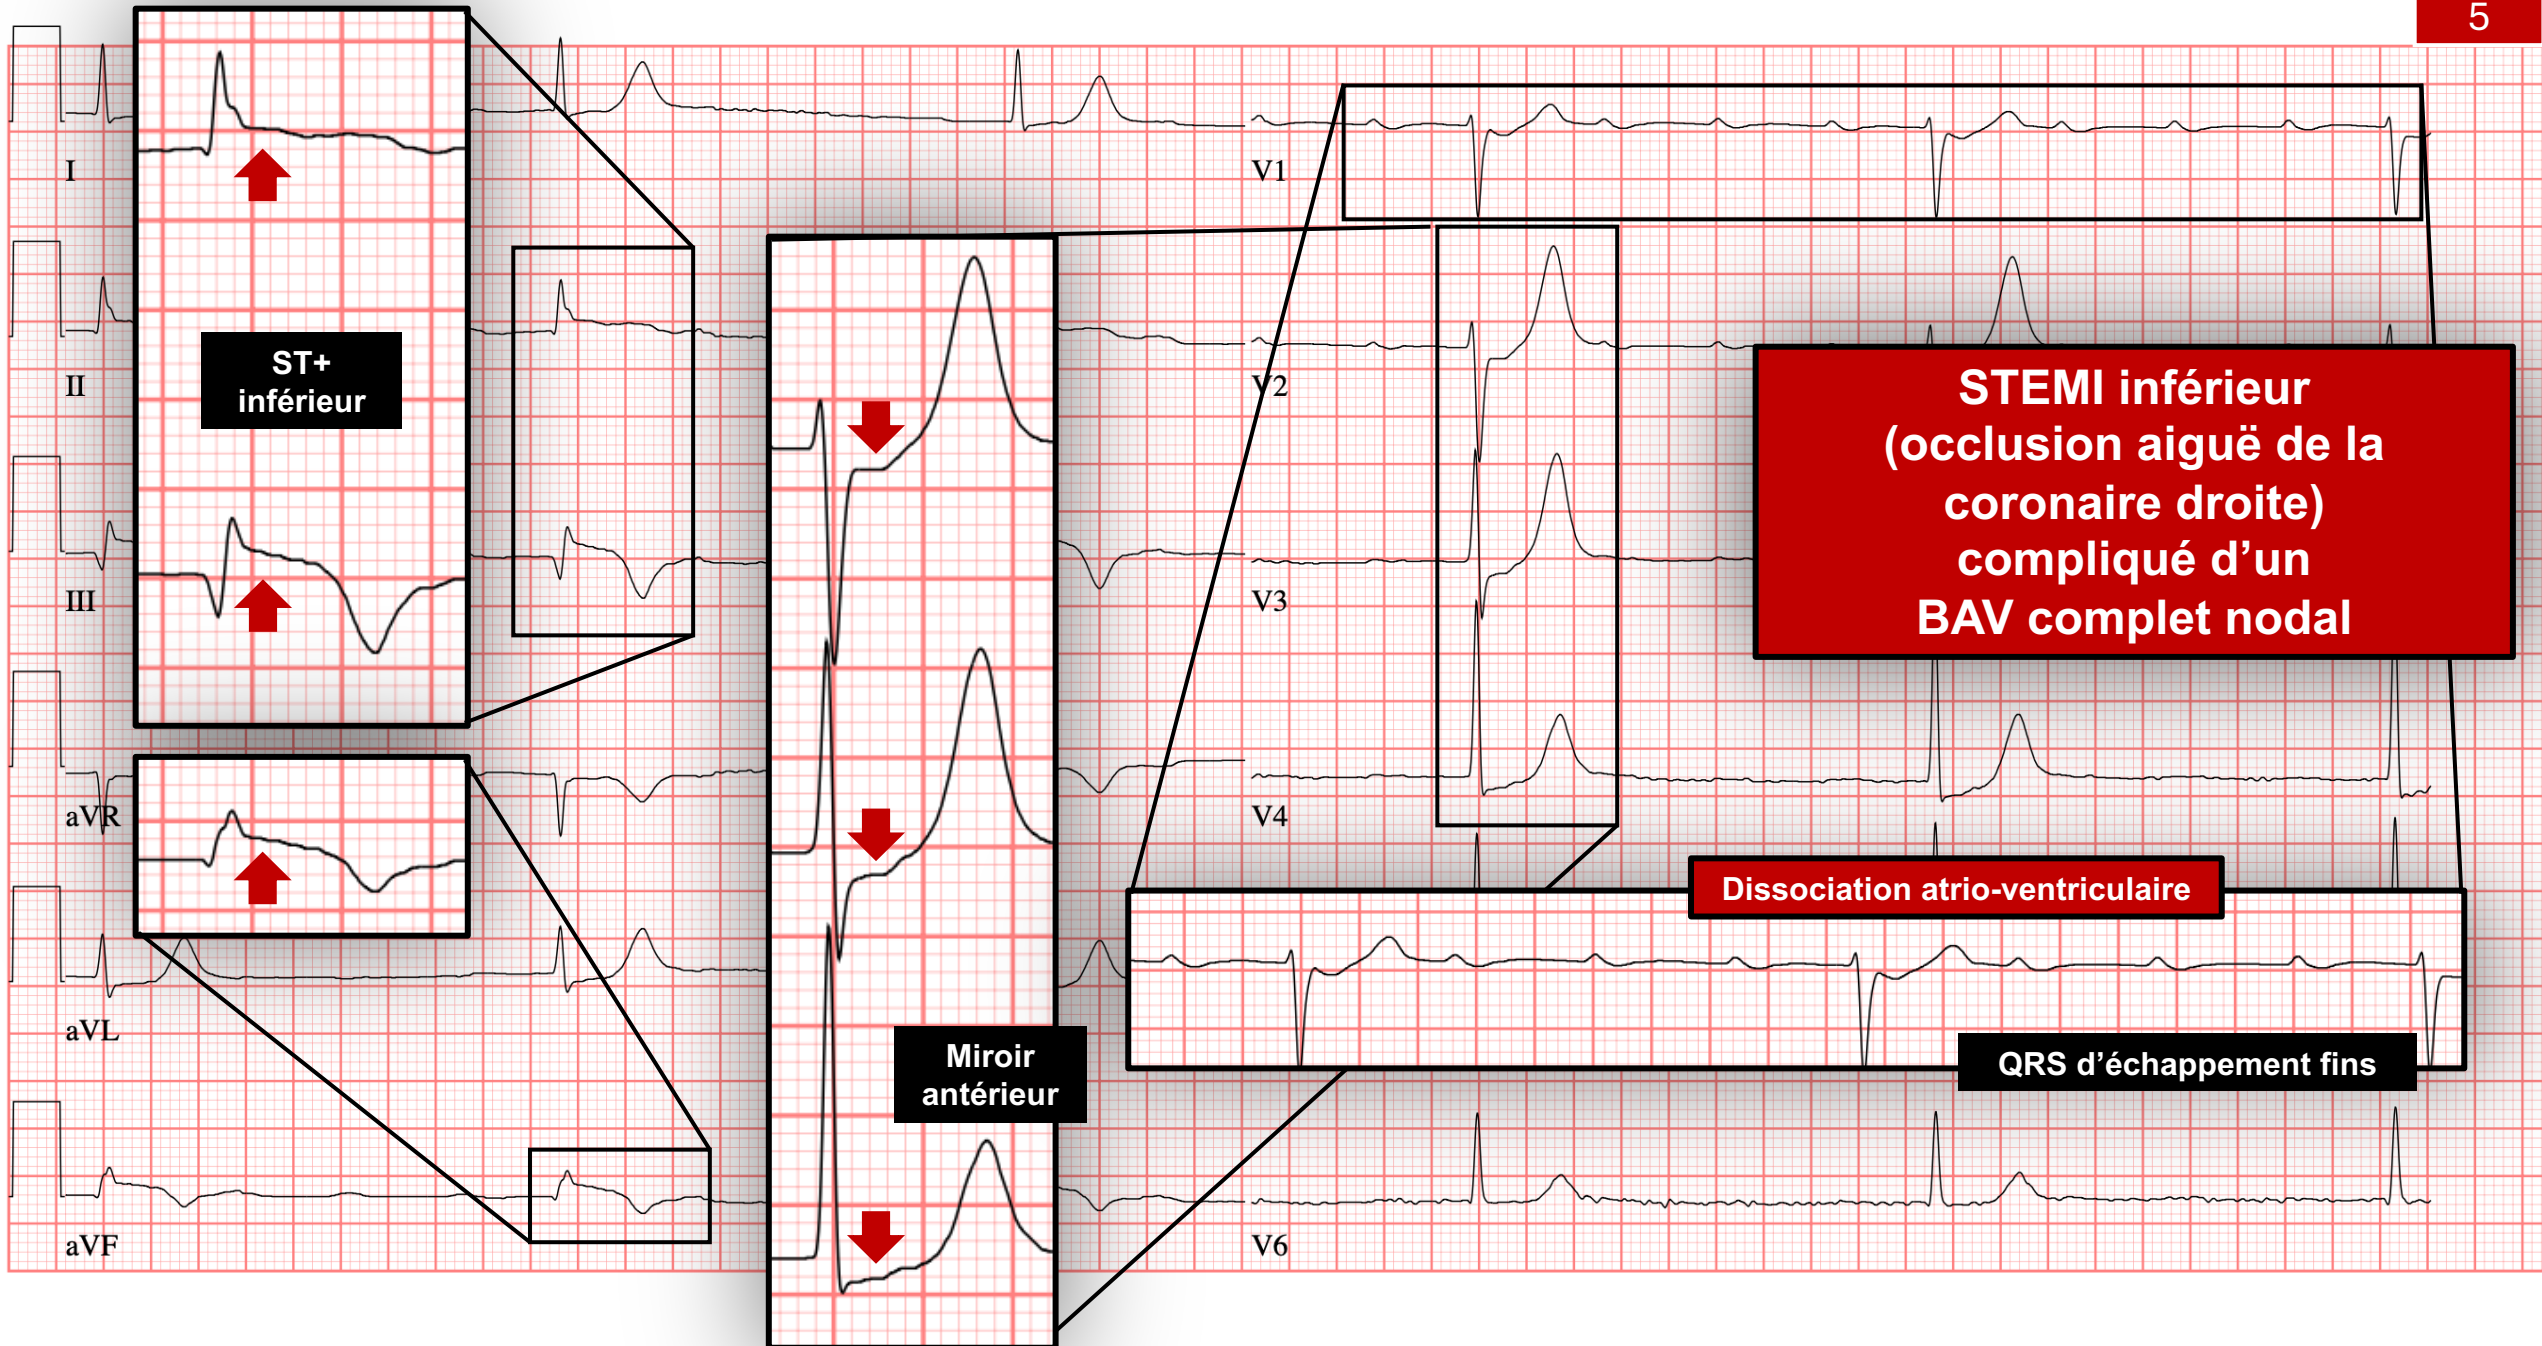 5
I
II
III
aVR
aVL
aVF
V1
V2
V3
V4
V6
ST+
inférieur
Miroir
antérieur
STEMI inférieur
(occlusion aiguë de la
coronaire droite)
compliqué d’un
BAV complet nodal
Dissociation atrio-ventriculaire
QRS d’échappement fins